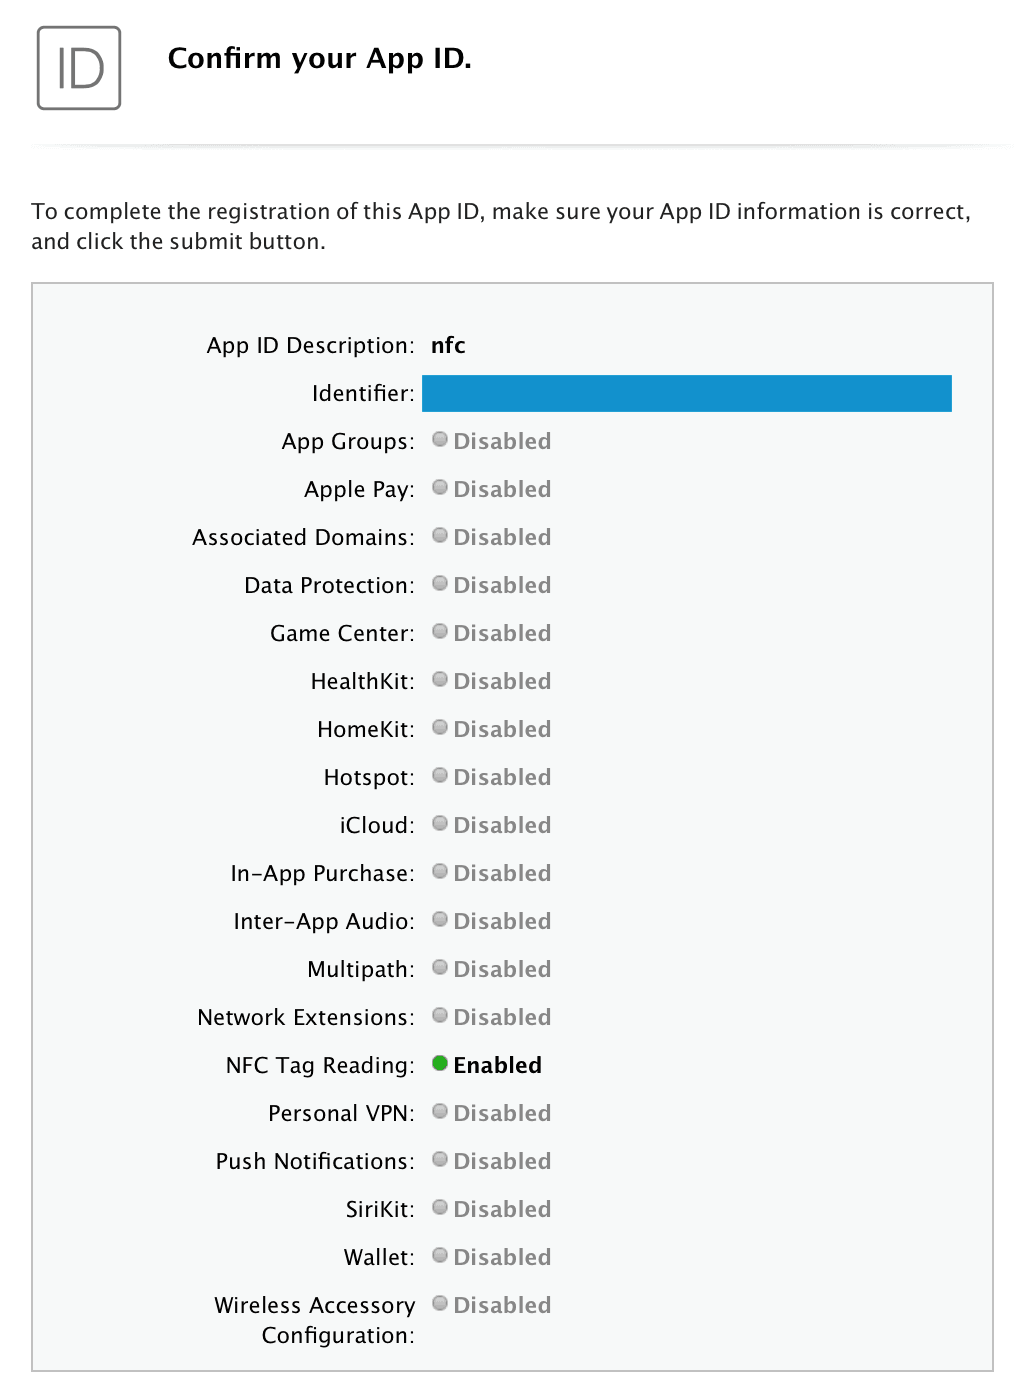 ID
Confirm your App ID.
To complete the registration of this App ID, make sure your App ID information is correct,
and click the submit button.
App ID Description: nfc
Identifier:
App Groups: Disabled
Apple Pay: Disabled
Associated Domains: Disabled
Data Protection: Disabled
Game Center: Disabled
HealthKit: Disabled
HomeKit: Disabled
Hotspot: Disabled
iCloud: Disabled
In-App Purchase: Disabled
Inter-App Audio: Disabled
Multipath: Disabled
Network Extensions: Disabled
NFC Tag Reading: Enabled
Personal VPN: Disabled
Push Notifications: Disabled
SiriKit: Disabled
Wallet: Disabled
Wireless Accessory Disabled
Configuration: